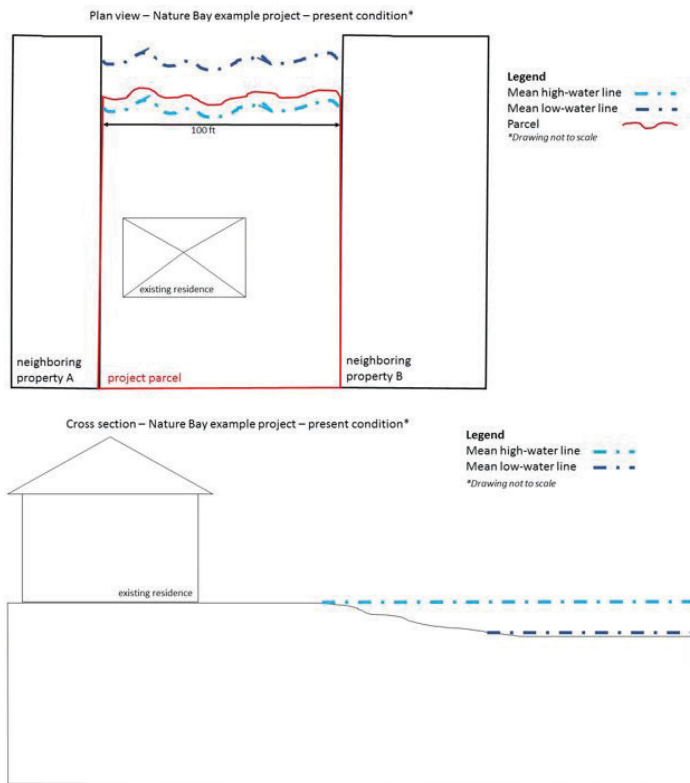 Plan view – Nature Bay example project – present condition*
Legend
Mean high-water line
Mean low-water line
Parcel
*Drawing not to scale
100 ft
existing residence
neighboring
property A
project parcel
neighboring
property B
Cross section – Nature Bay example project – present condition*
Legend
Mean high-water line
Mean low-water line
*Drawing not to scale
existing residence